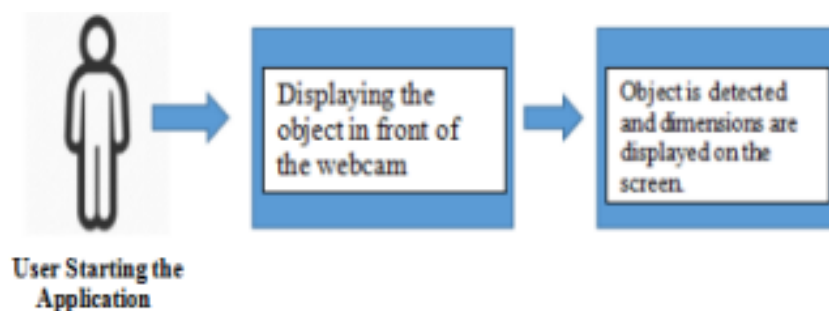 Displaying the
object in front of
the webcam
Object is detected
and dimensions are
displayed on the
screen.
User Starting the
Application